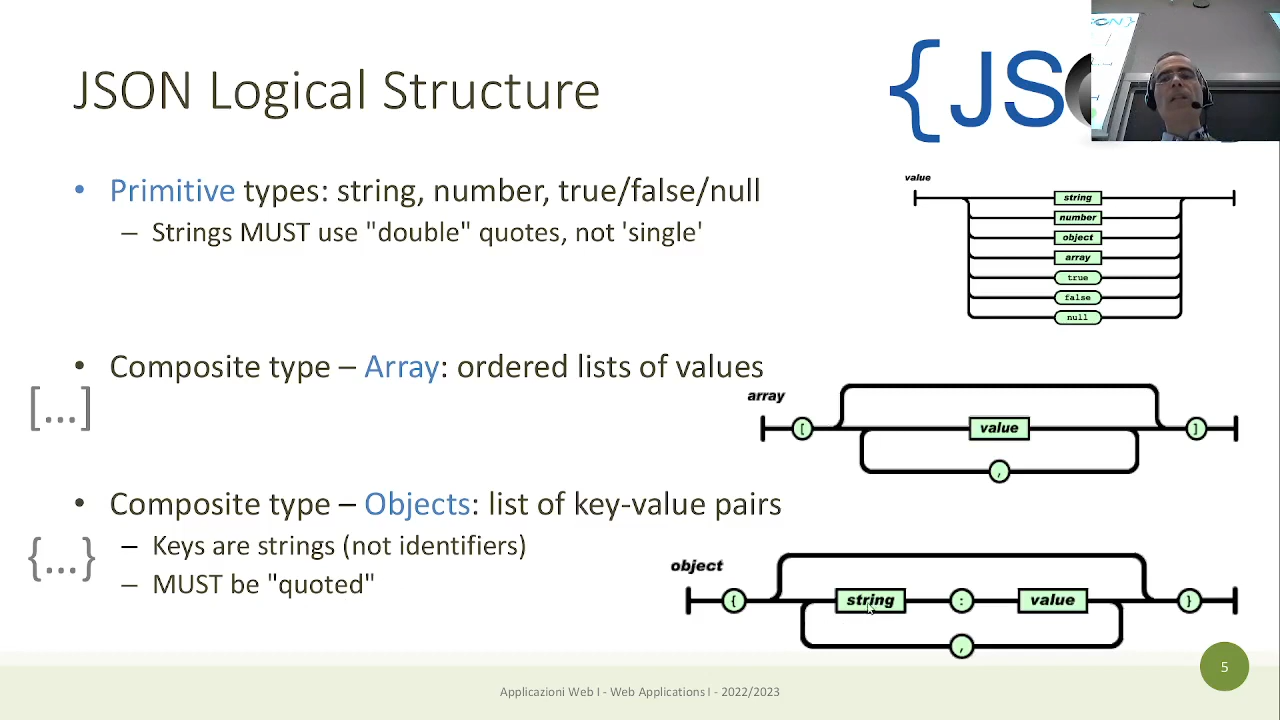 JSON Logical Structure
{JS
• Primitive types: string, number, true/false/null
– Strings MUST use "double" quotes, not 'single'
value
string
number
object
array
true
false
null
• Composite type – Array: ordered lists of values
[...]
array
[
value
]
,
• Composite type – Objects: list of key-value pairs
{...}
– Keys are strings (not identifiers)
– MUST be "quoted"
object
{
string
:
value
}
,
5
Applicazioni Web I - Web Applications I - 2022/2023